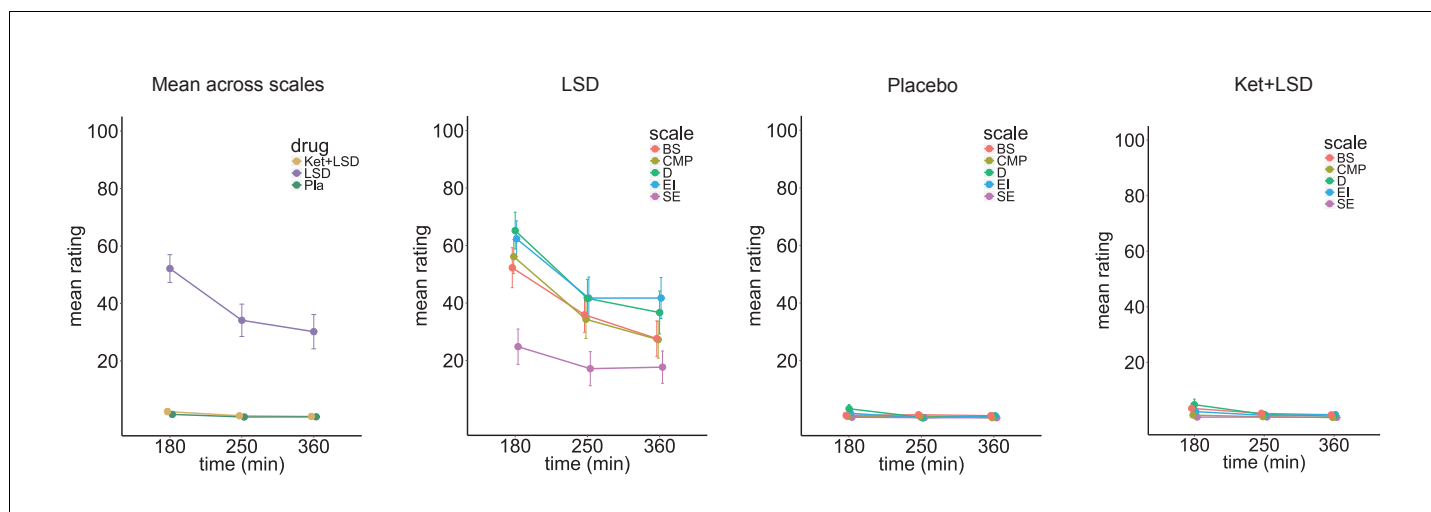 Mean across scales
mean rating
100
80
60
40
20
180 250 360
time (min)
drug
Ket+LSD
LSD
Pla
LSD
mean rating
100
80
60
40
20
180 250 360
time (min)
scale
BS
CMP
D
EI
SE
Placebo
mean rating
100
80
60
40
20
180 250 360
time (min)
scale
BS
CMP
D
EI
SE
Ket+LSD
mean rating
100
80
60
40
20
180 250 360
time (min)
scale
BS
CMP
D
EI
SE